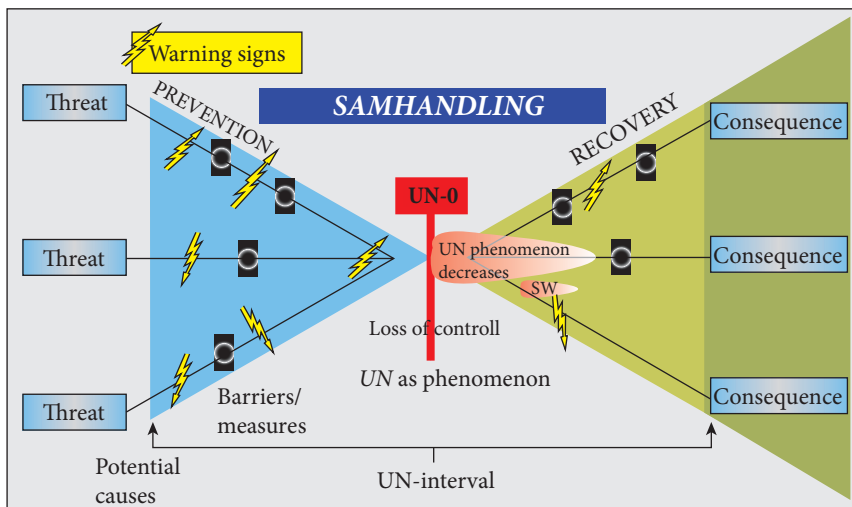 Warning signs
Threat
PREVENTION
SAMHANDLING
RECOVERY
Consequence
UN-0
Threat
UN phenomenon
decreases
Consequence
SW
Loss of controll
UN as phenomenon
Threat
Barriers/
measures
Consequence
Potential
causes
UN-interval